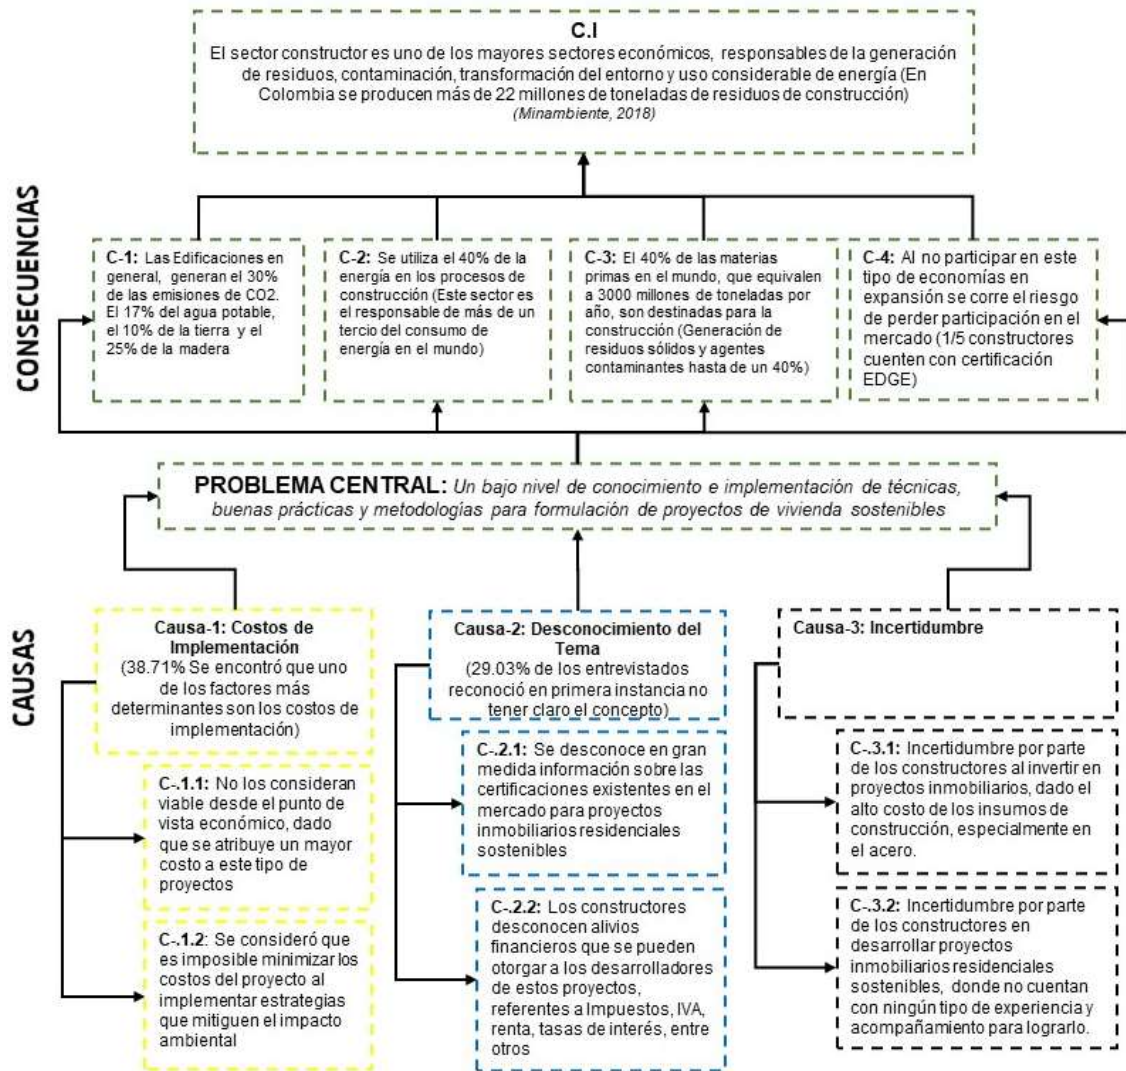 C.I
El sector constructor es uno de los mayores sectores económicos, responsables de la generación
de residuos, contaminación, transformación del entorno y uso considerable de energía (En
Colombia se producen más de 22 millones de toneladas de residuos de construcción)
(Minambiente, 2018)
CONSECUENCIAS
C-1: Las Edificaciones en
general, generan el 30%
de las emisiones de CO2.
El 17% del agua potable,
el 10% de la tierra y el
25% de la madera
C-2: Se utiliza el 40% de la
energía en los procesos de
construcción (Este sector es
el responsable de más de un
tercio del consumo de
energía en el mundo)
C-3: El 40% de las materias
primas en el mundo, que equivalen
a 3000 millones de toneladas por
año, son destinadas para la
construcción (Generación de
residuos sólidos y agentes
contaminantes hasta de un 40%)
C-4: Al no participar en este
tipo de economías en
expansión se corre el riesgo
de perder participación en el
mercado (1/5 constructores
cuenten con certificación
EDGE)
PROBLEMA CENTRAL: Un bajo nivel de conocimiento e implementación de técnicas,
buenas prácticas y metodologías para formulación de proyectos de vivienda sostenibles
CAUSAS
Causa-1: Costos de
Implementación
(38.71% Se encontró que uno
de los factores más
determinantes son los costos de
implementación)
C-.1.1: No los consideran
viable desde el punto de
vista económico, dado
que se atribuye un mayor
costo a este tipo de
proyectos
C-.1.2: Se consideró que
es imposible minimizar los
costos del proyecto al
implementar estrategias
que mitiguen el impacto
ambiental
Causa-2: Desconocimiento del
Tema
(29.03% de los entrevistados
reconoció en primera instancia no
tener claro el concepto)
C-.2.1: Se desconoce en gran
medida información sobre las
certificaciones existentes en el
mercado para proyectos
inmobiliarios residenciales
sostenibles
C-.2.2: Los constructores
desconocen alivios
financieros que se pueden
otorgar a los desarrolladores
de estos proyectos,
referentes a Impuestos, IVA,
renta, tasas de interés, entre
otros
Causa-3: Incertidumbre
C-.3.1: Incertidumbre por parte
de los constructores al invertir en
proyectos inmobiliarios, dado el
alto costo de los insumos de
construcción, especialmente en
el acero.
C-.3.2: Incertidumbre por parte
de los constructores en
desarrollar proyectos
inmobiliarios residenciales
sostenibles, donde no cuentan
con ningún tipo de experiencia y
acompañamiento para lograrlo.